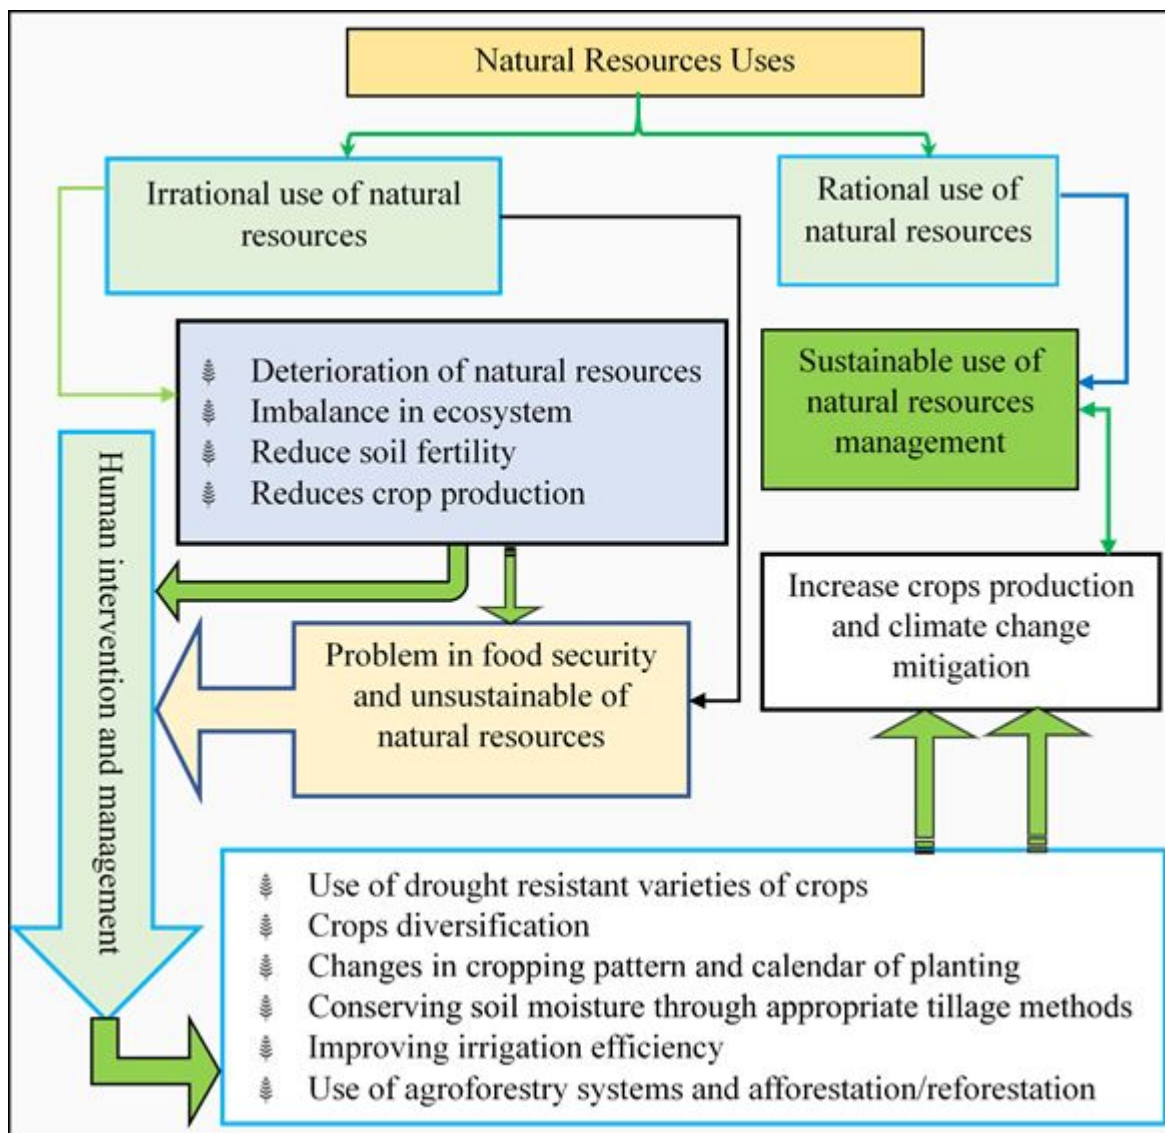 Natural Resources Uses
Irrational use of natural
resources
Rational use of
natural resources
Deterioration of natural resources
Imbalance in ecosystem
Reduce soil fertility
Reduces crop production
Sustainable use of
natural resources
management
Human intervention and management
Problem in food security
and unsustainable of
natural resources
Increase crops production
and climate change
mitigation
Use of drought resistant varieties of crops
Crops diversification
Changes in cropping pattern and calendar of planting
Conserving soil moisture through appropriate tillage methods
Improving irrigation efficiency
Use of agroforestry systems and afforestation/reforestation